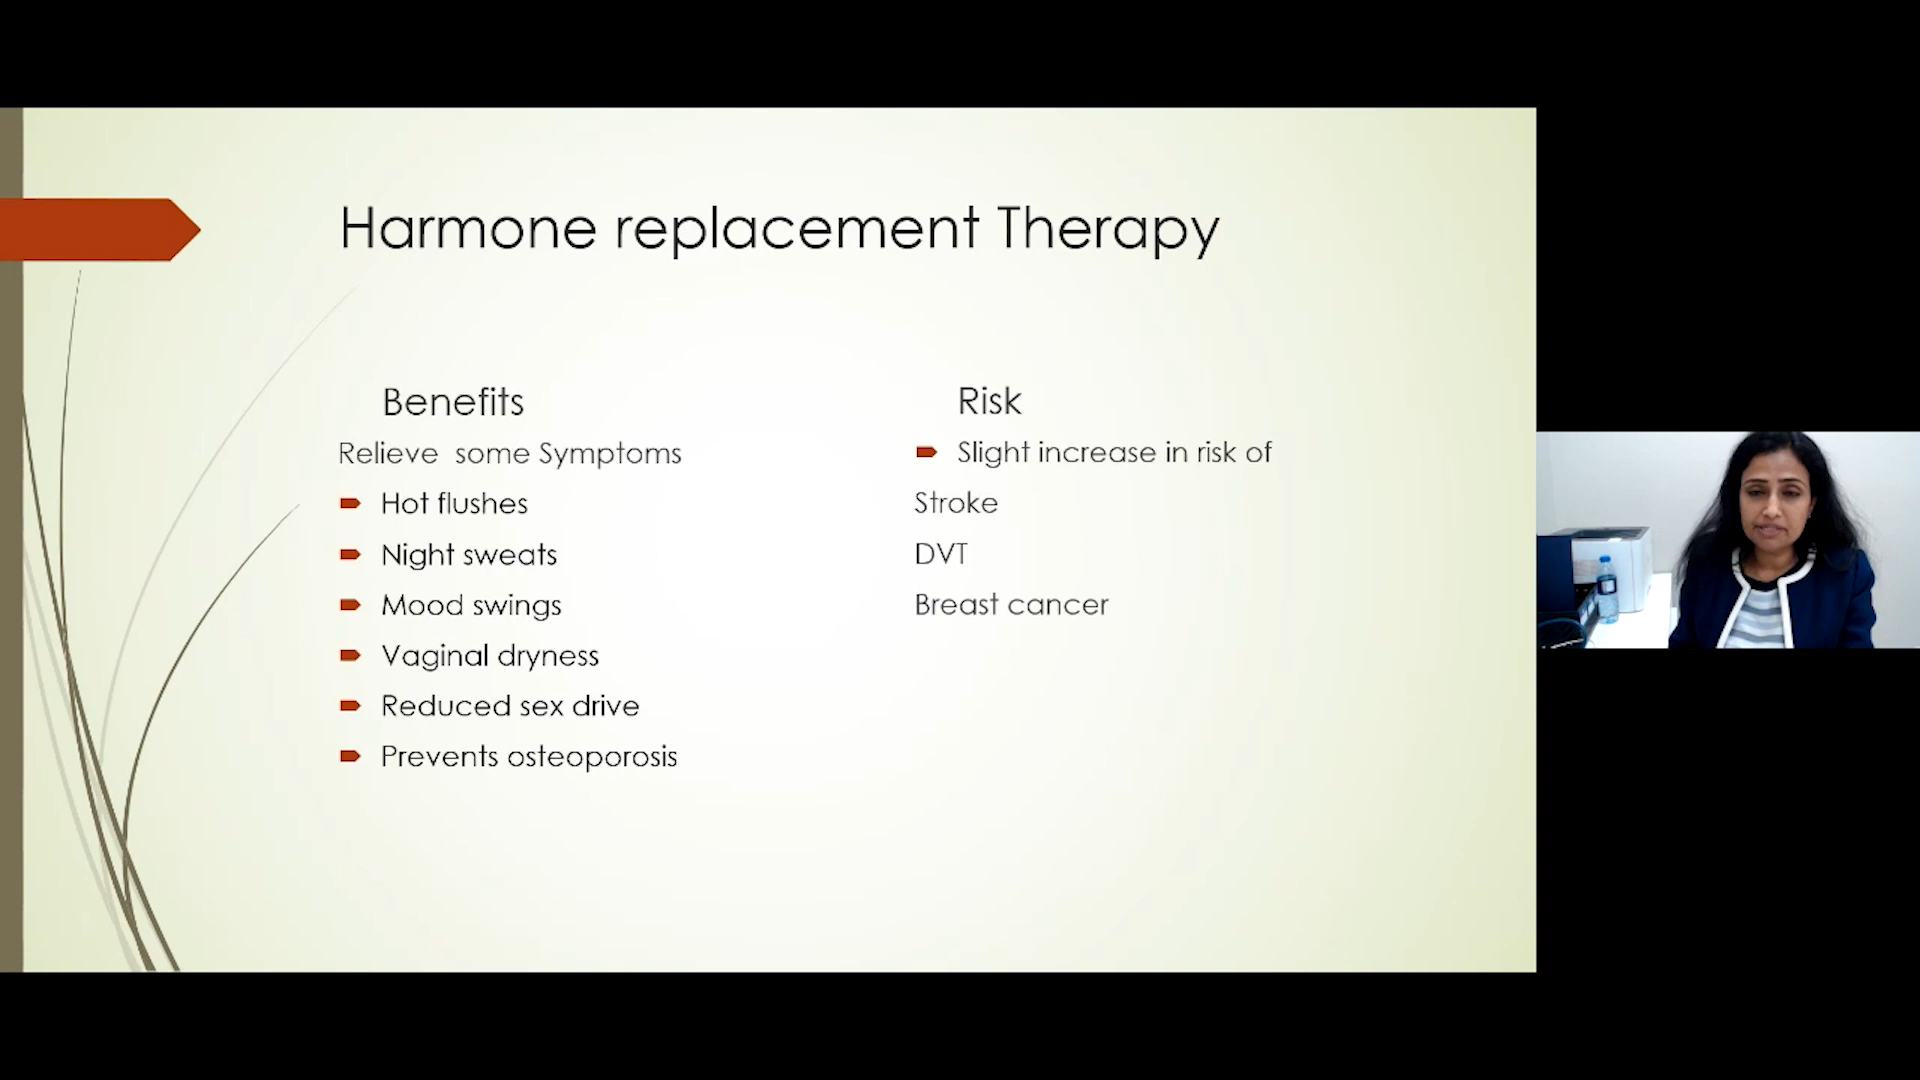 Harmone replacement Therapy
Benefits
Relieve some Symptoms
Hot flushes
Night sweats
Mood swings
Vaginal dryness
Reduced sex drive
Prevents osteoporosis
Risk
Slight increase in risk of
Stroke
DVT
Breast cancer